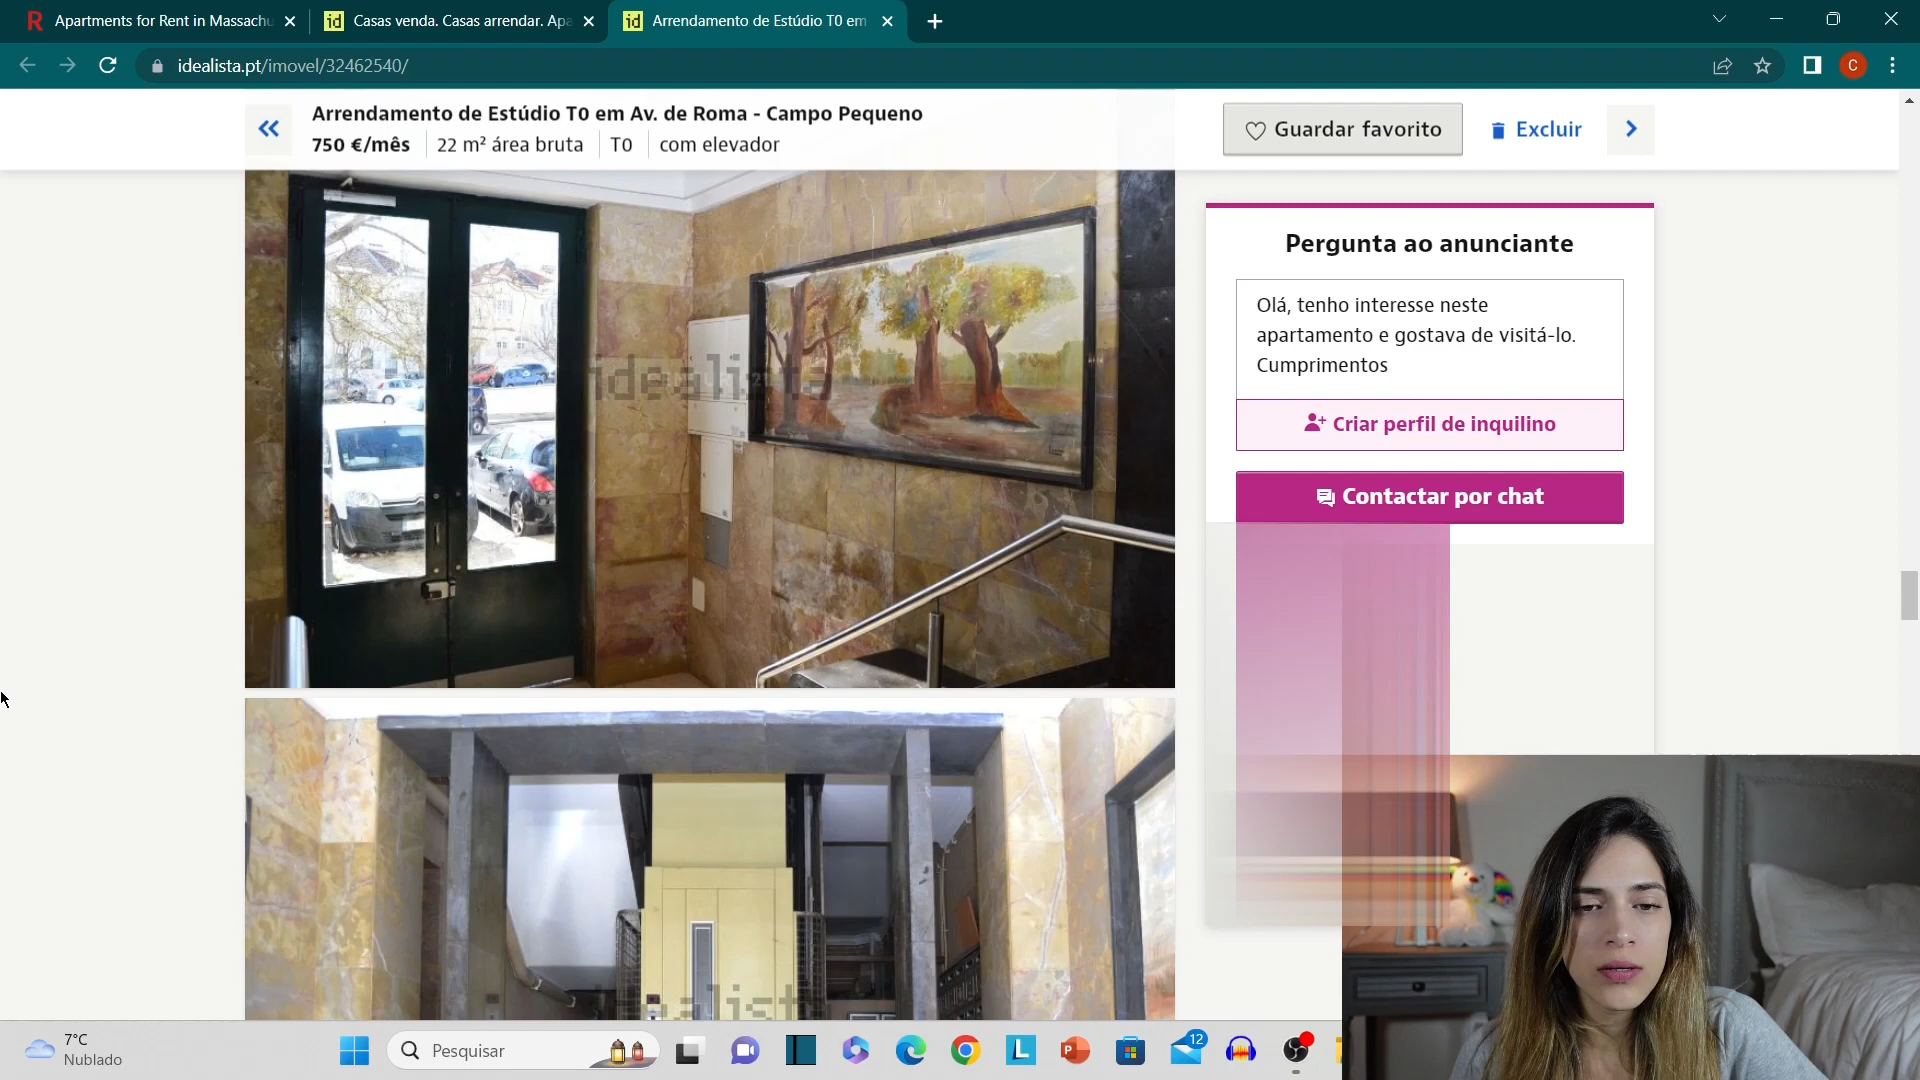 Apartments for Rent in Massachu
Casas venda. Casas arrendar. Apa
Arrendamento de Estúdio T0 em
idealista.pt/imovel/32462540/
C
Arrendamento de Estúdio T0 em Av. de Roma - Campo Pequeno
750 €/mês 22 m² área bruta T0 com elevador
Guardar favorito
Excluir
idealista
Pergunta ao anunciante
Olá, tenho interesse neste
apartamento e gostava de visitá-lo.
Cumprimentos
Criar perfil de inquilino
Contactar por chat
idealista
7°C
Nublado
Pesquisar
12